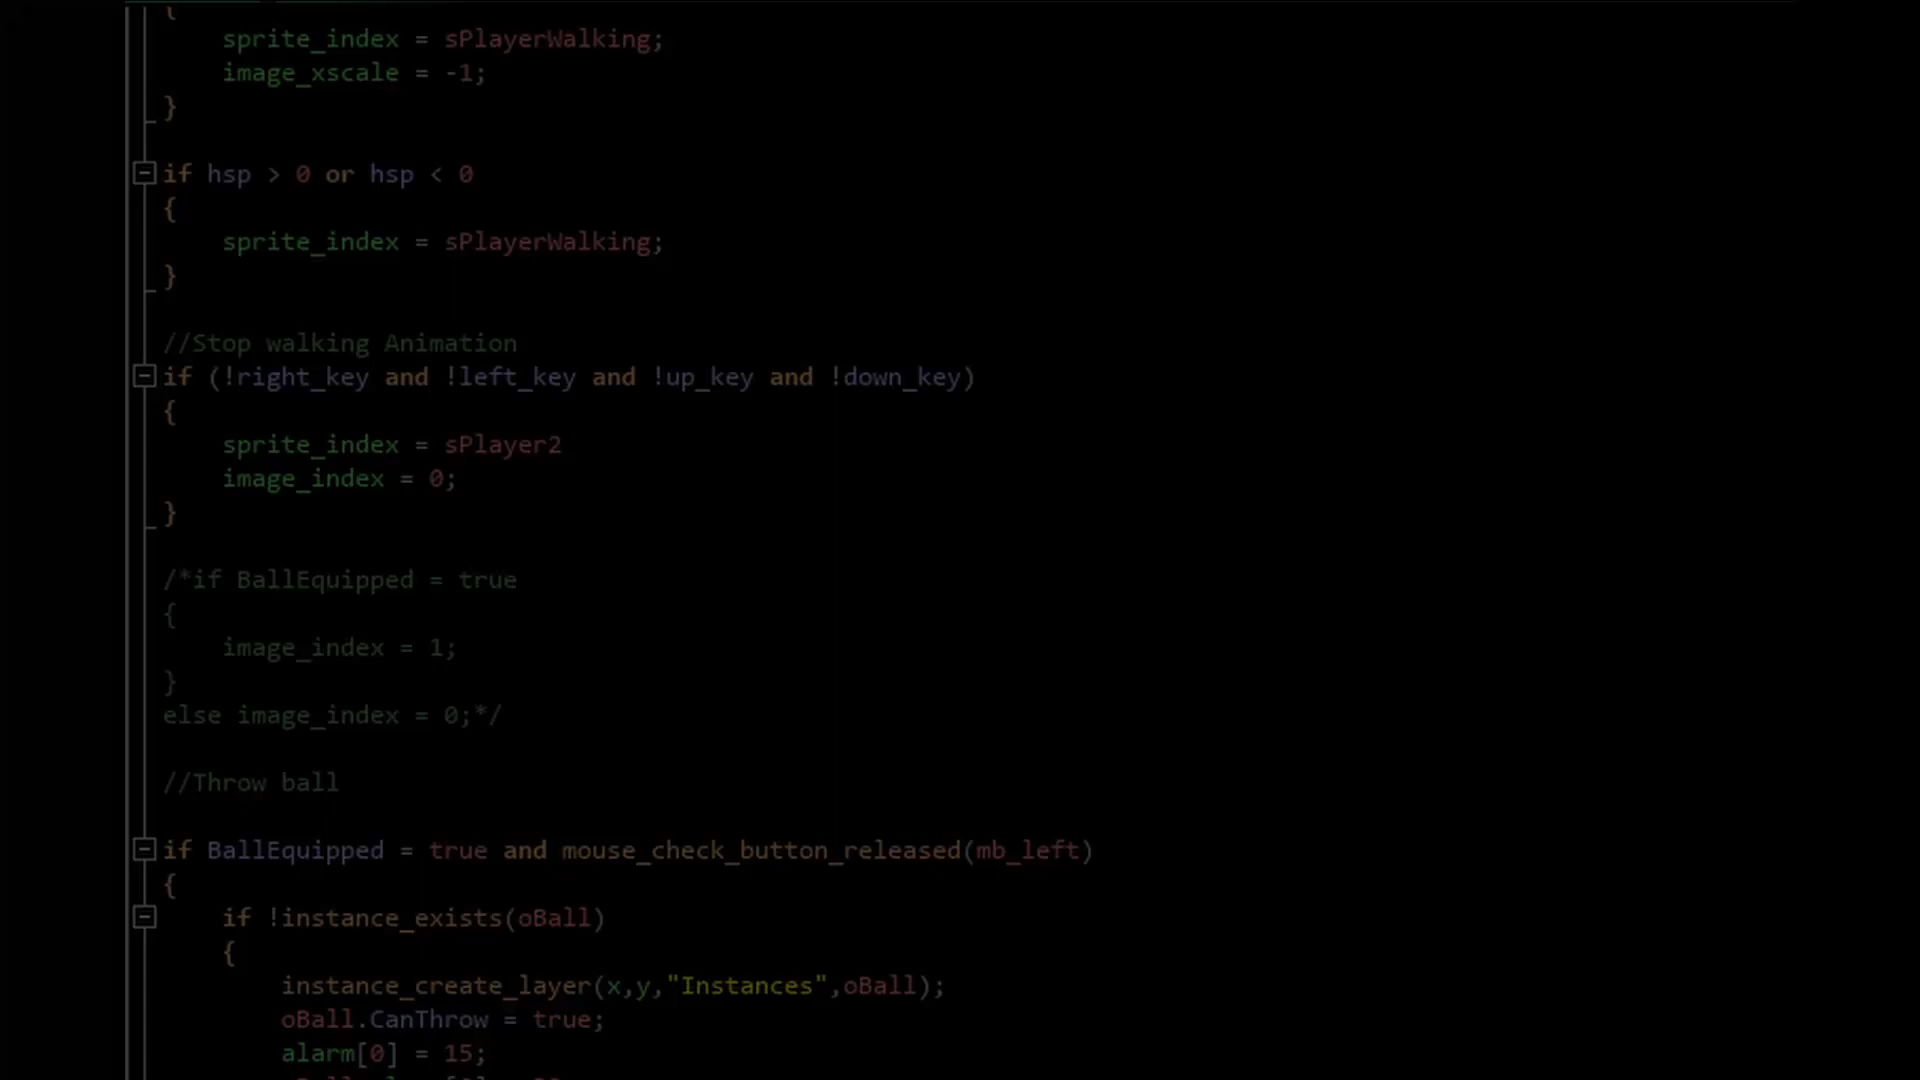 {
sprite_index = sPlayerWalking;
image_xscale = -1;
}
if hsp > 0 or hsp < 0
{
sprite_index = sPlayerWalking;
}
//Stop walking Animation
if (!right_key and !left_key and !up_key and !down_key)
{
sprite_index = sPlayer2
image_index = 0;
}
/*if BallEquipped = true
{
image_index = 1;
}
else image_index = 0;*/
//Throw ball
if BallEquipped = true and mouse_check_button_released(mb_left)
{
if !instance_exists(oBall)
{
instance_create_layer(x,y,"Instances",oBall);
oBall.CanThrow = true;
alarm[0] = 15;